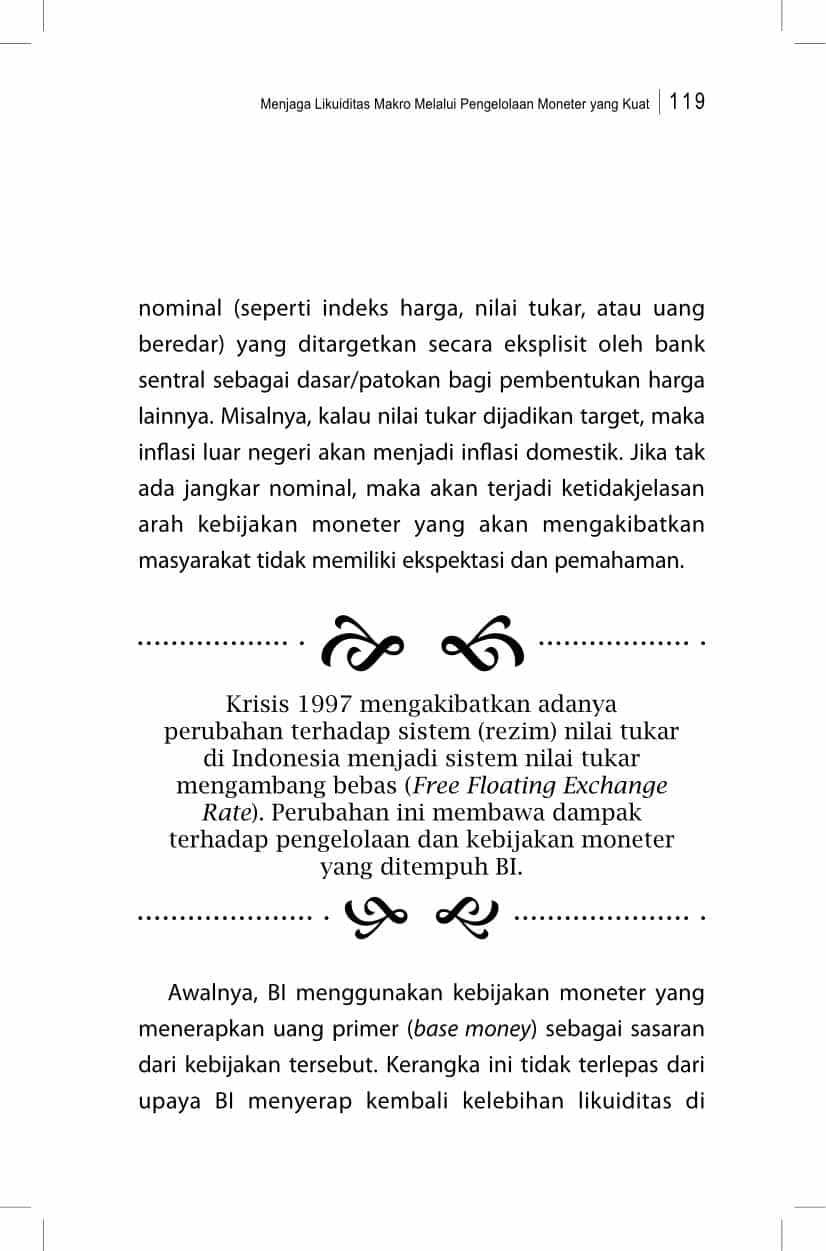 Menjaga Likuiditas Makro Melalui Pengelolaan Moneter yang Kuat | 119
nominal (seperti indeks harga, nilai tukar, atau uang
beredar) yang ditargetkan secara eksplisit oleh bank
sentral sebagai dasar/patokan bagi pembentukan harga
lainnya. Misalnya, kalau nilai tukar dijadikan target, maka
inflasi luar negeri akan menjadi inflasi domestik. Jika tak
ada jangkar nominal, maka akan terjadi ketidakjelasan
arah kebijakan moneter yang akan mengakibatkan
masyarakat tidak memiliki ekspektasi dan pemahaman.
Krisis 1997 mengakibatkan adanya
perubahan terhadap sistem (rezim) nilai tukar
di Indonesia menjadi sistem nilai tukar
mengambang bebas (Free Floating Exchange
Rate). Perubahan ini membawa dampak
terhadap pengelolaan dan kebijakan moneter
yang ditempuh BI.
Awalnya, BI menggunakan kebijakan moneter yang
menerapkan uang primer (base money) sebagai sasaran
dari kebijakan tersebut. Kerangka ini tidak terlepas dari
upaya BI menyerap kembali kelebihan likuiditas di